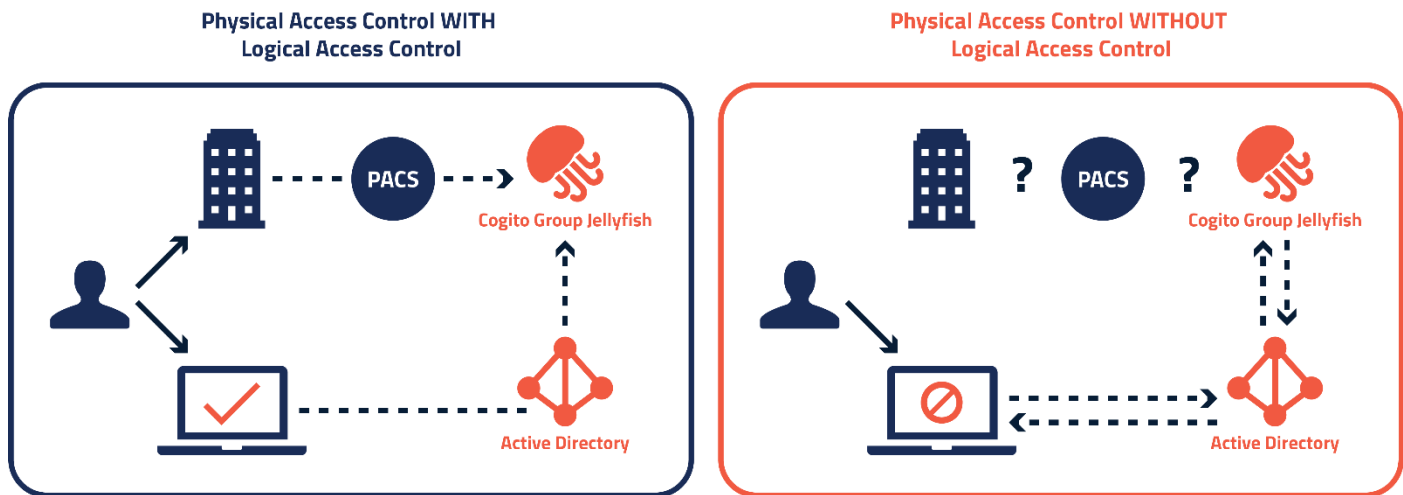 Physical Access Control WITH
Logical Access Control
PACS
Cogito Group Jellyfish
Active Directory
Physical Access Control WITHOUT
Logical Access Control
?
PACS
?
Cogito Group Jellyfish
Active Directory